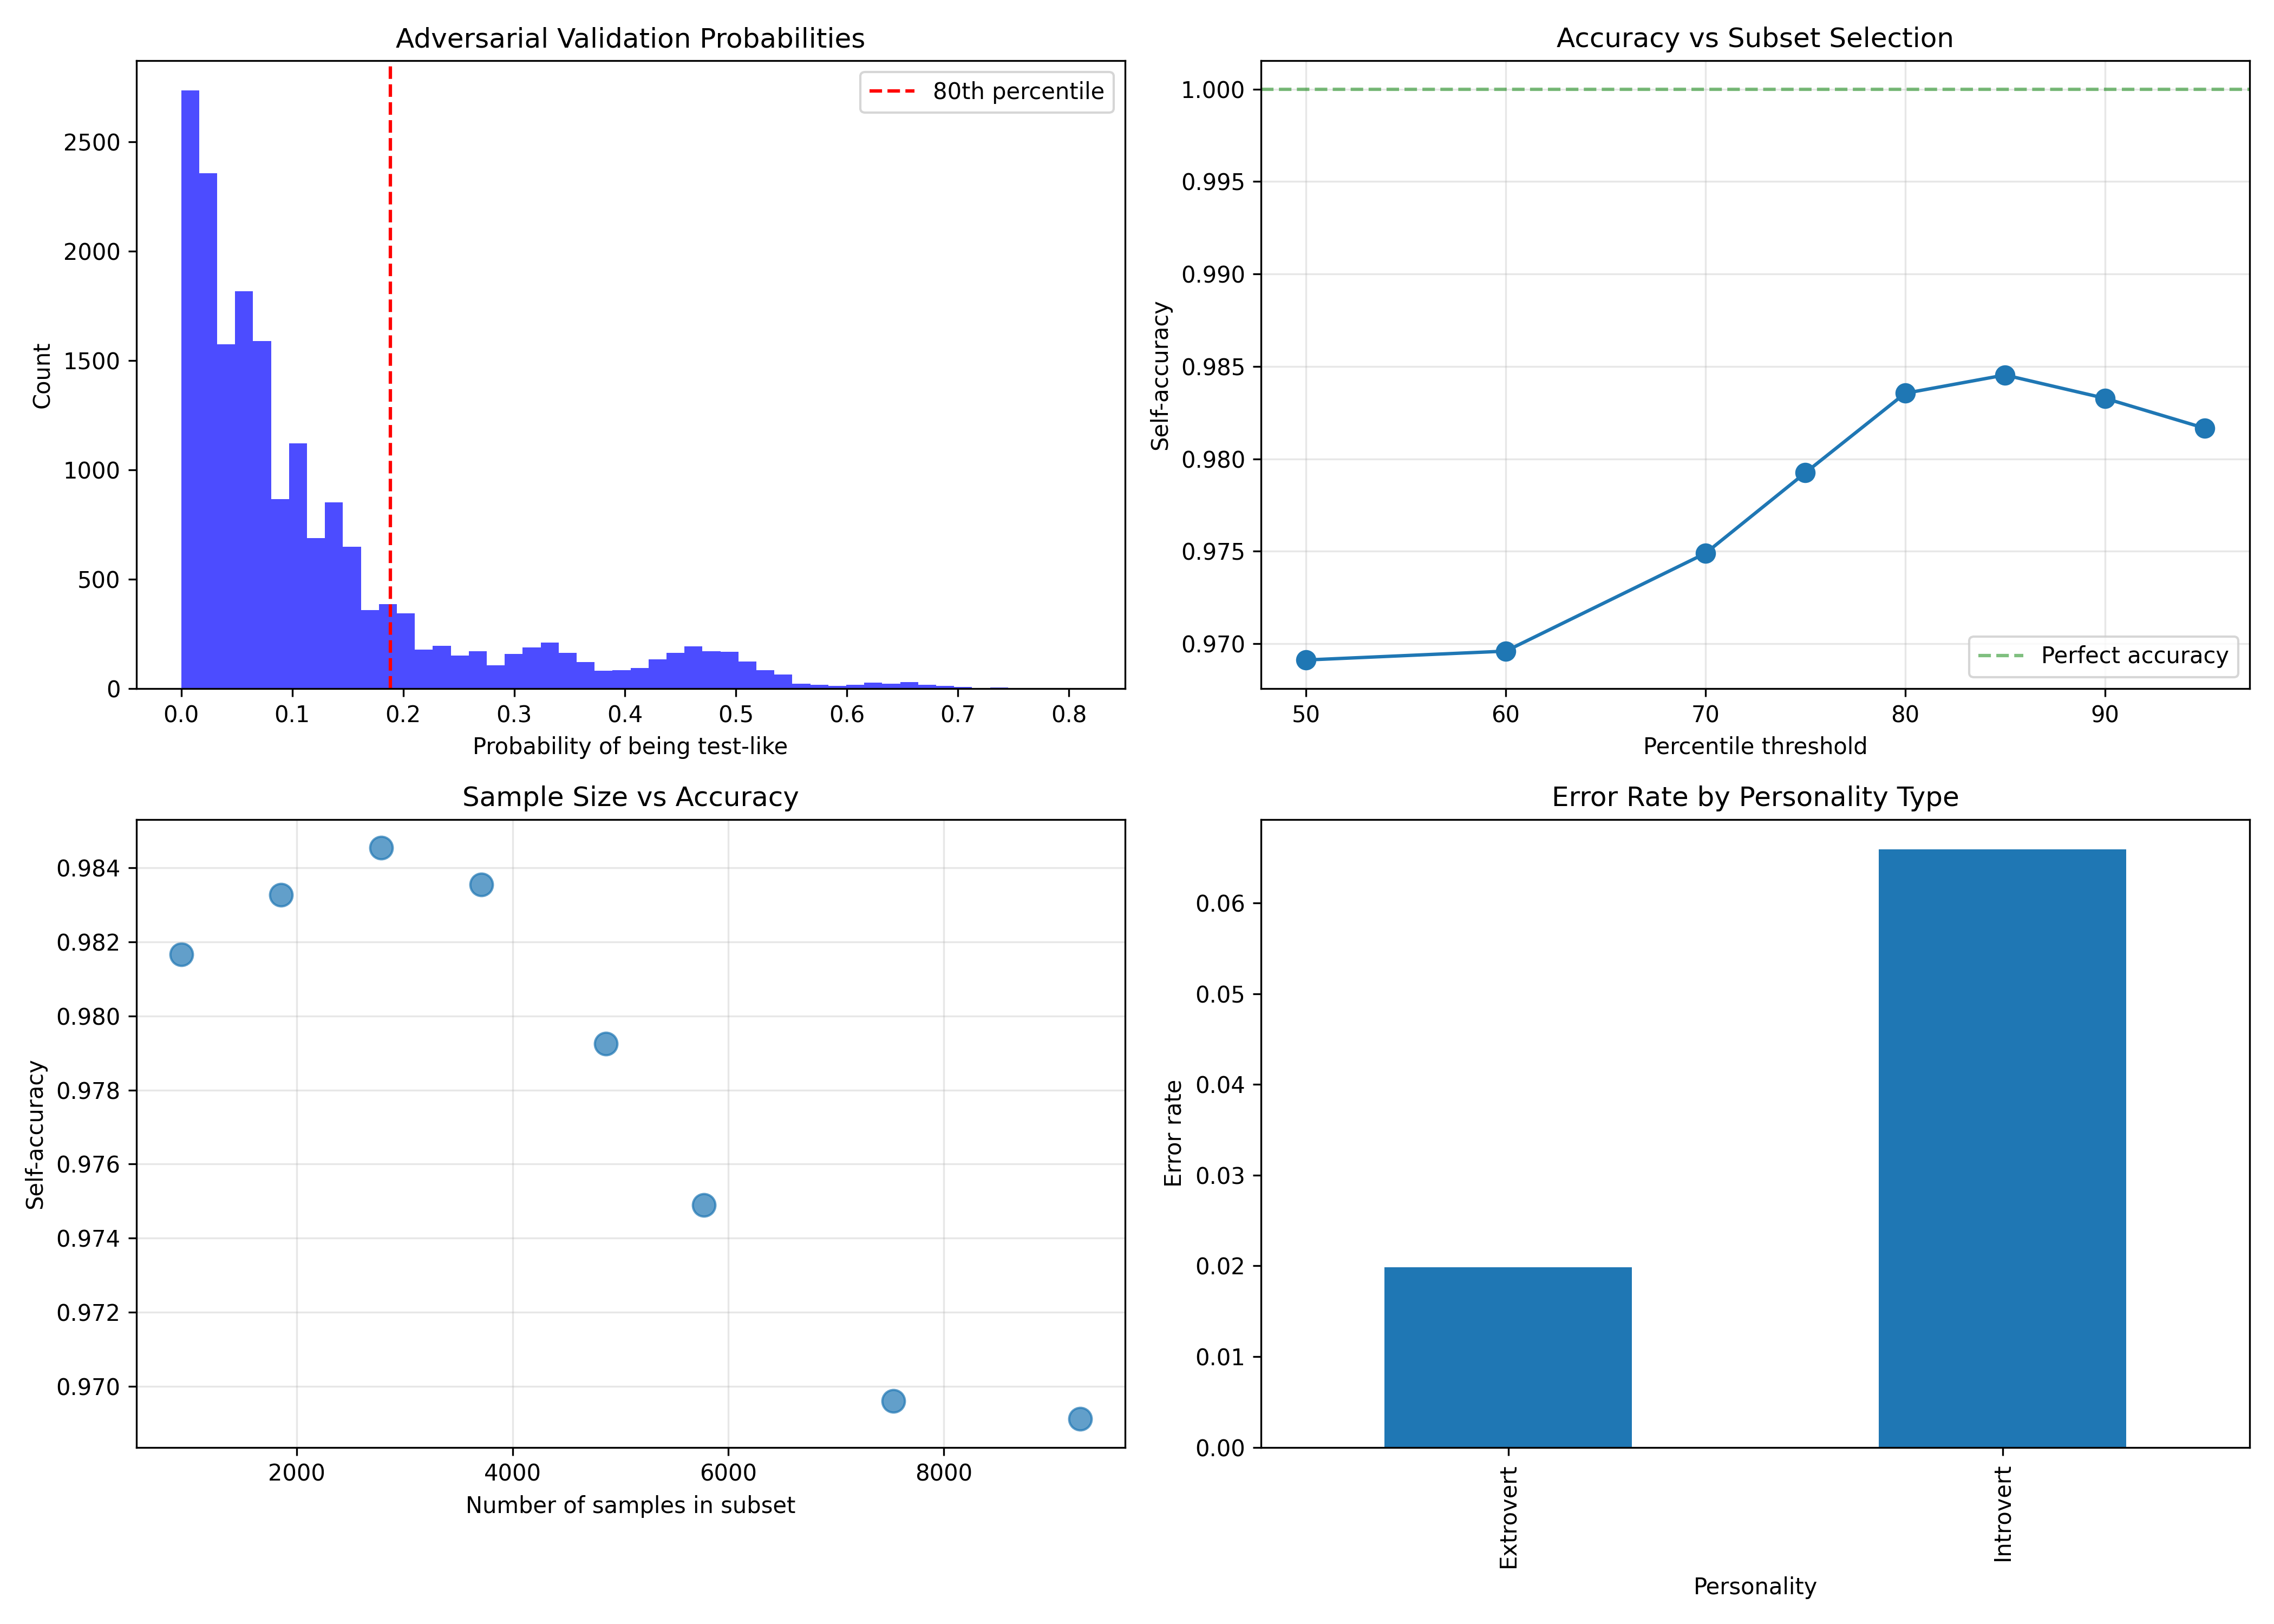 Adversarial Validation Probabilities
80th percentile
Count
2500
2000
1500
1000
500
0
0.0 0.1 0.2 0.3 0.4 0.5 0.6 0.7 0.8
Probability of being test-like
Accuracy vs Subset Selection
Self-accuracy
1.000
0.995
0.990
0.985
0.980
0.975
0.970
Perfect accuracy
50 60 70 80 90
Percentile threshold
Sample Size vs Accuracy
Self-accuracy
0.984
0.982
0.980
0.978
0.976
0.974
0.972
0.970
2000 4000 6000 8000
Number of samples in subset
Error Rate by Personality Type
Error rate
0.06
0.05
0.04
0.03
0.02
0.01
0.00
Extrovert Introvert
Personality